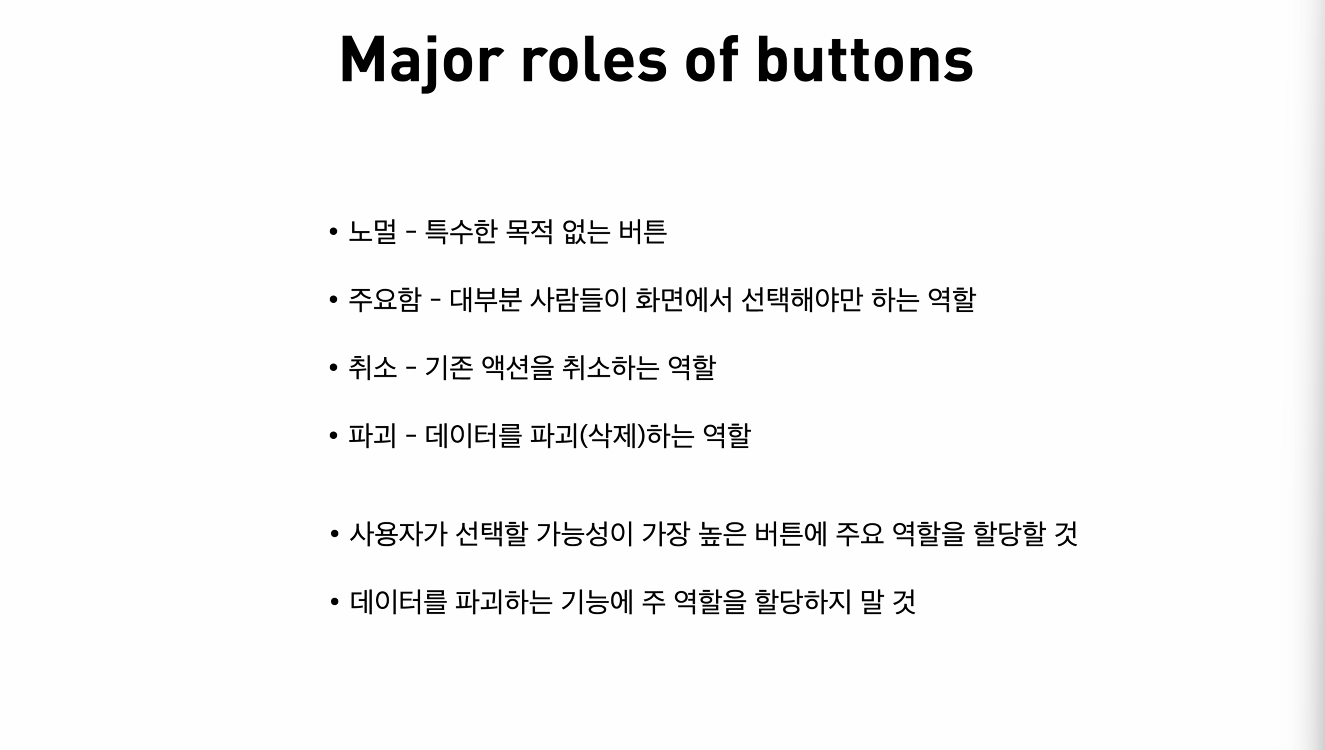 Major roles of buttons
• 노멀 - 특수한 목적 없는 버튼
• 주요함 - 대부분 사람들이 화면에서 선택해야만 하는 역할
• 취소 - 기존 액션을 취소하는 역할
• 파괴 - 데이터를 파괴(삭제)하는 역할
• 사용자가 선택할 가능성이 가장 높은 버튼에 주요 역할을 할당할 것
• 데이터를 파괴하는 기능에 주 역할을 할당하지 말 것